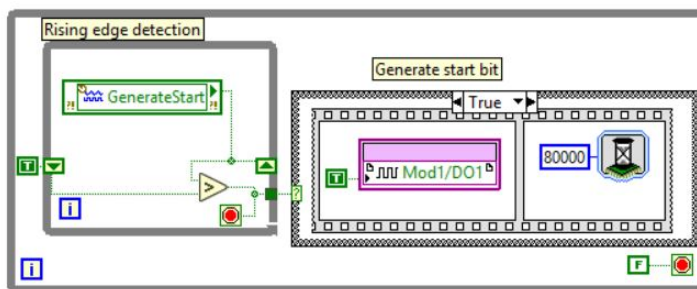 Rising edge detection
GenerateStart
Generate start bit
True
T
T
Mod1/DO1
80000
>
?
i
i
F